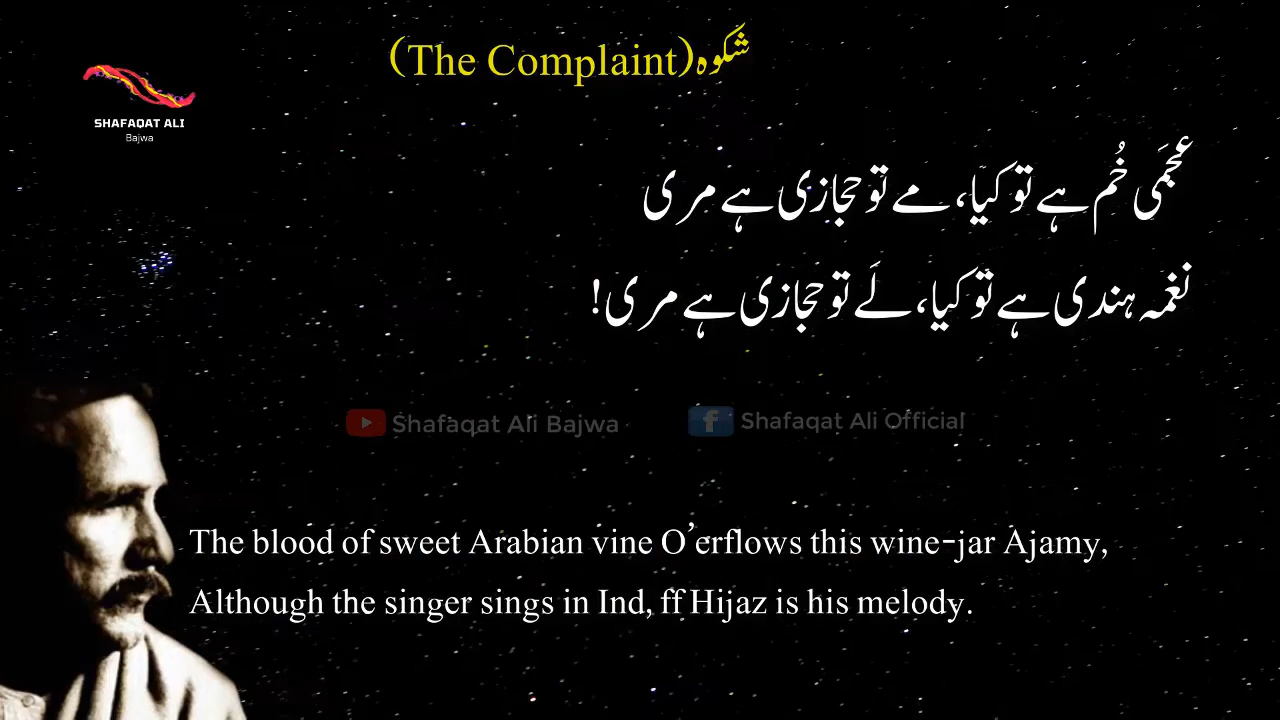 (The Complaint)شکوہ
SHAFAQAT ALI
Bajwa
عجَمی خُم ہے تو کیا، مے تو حجازی ہے مری
نغمہ ہندی ہے تو کیا، لَے تو حجازی ہے مری!
Shafaqat Ali Bajwa
Shafaqat Ali Official
The blood of sweet Arabian vine O’erflows this wine-jar Ajamy,
Although the singer sings in Ind, ff Hijaz is his melody.